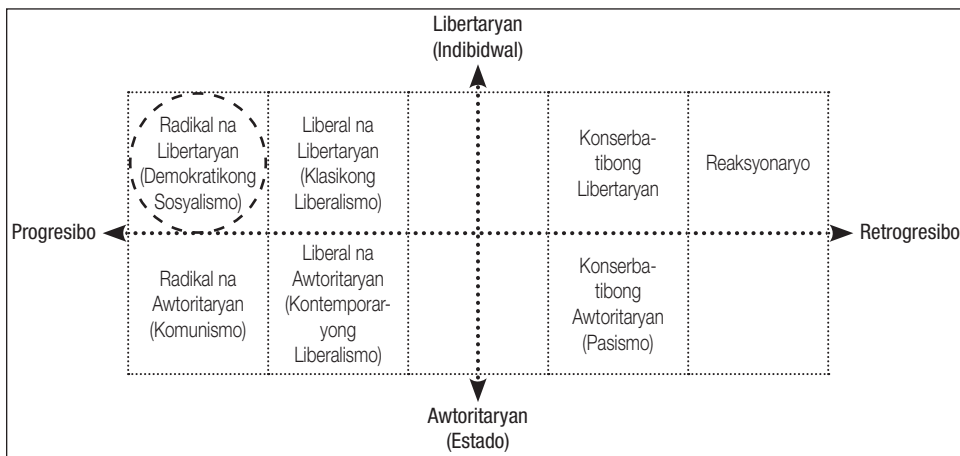 Libertaryan
(Indibidwal)
Radikal na
Libertaryan
(Demokratikong
Sosyalismo)
Liberal na
Libertaryan
(Klasikong
Liberalismo)
Konserba-
tibong
Libertaryan
Reaksyonaryo
Progresibo
Retrogresibo
Radikal na
Awtoritaryan
(Komunismo)
Liberal na
Awtoritaryan
(Kontemporar-
yong
Liberalismo)
Konserba-
tibong
Awtoritaryan
(Pasismo)
Awtoritaryan
(Estado)